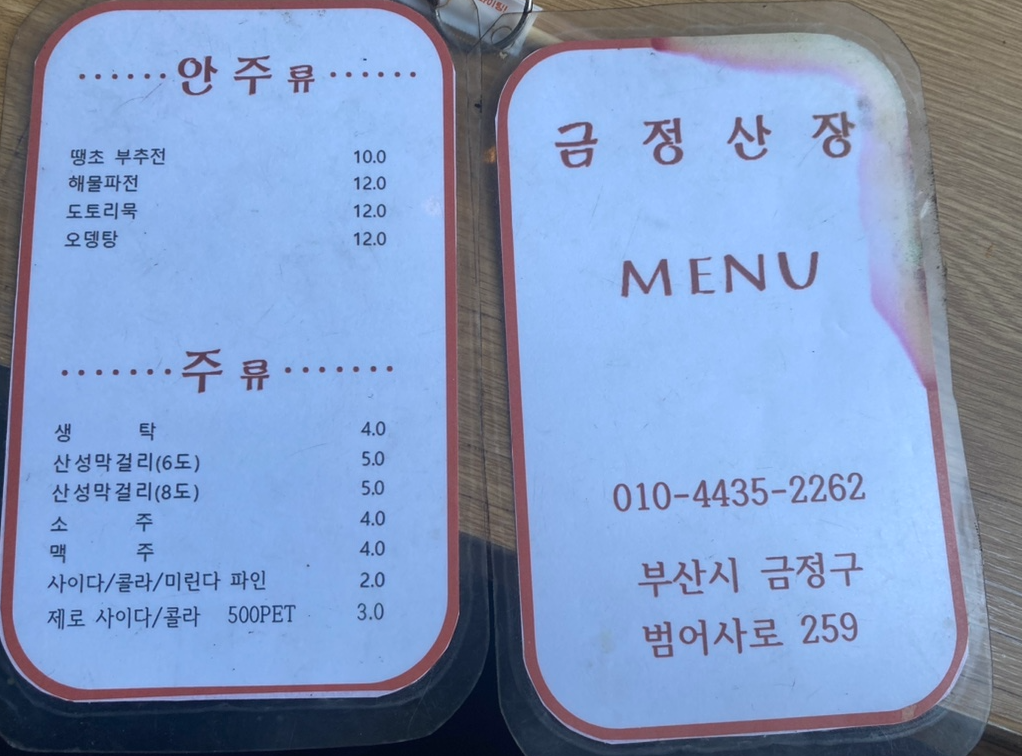 안주류
땡초 부추전 10.0
해물파전 12.0
도토리묵 12.0
오뎅탕 12.0
주류
생 탁 4.0
산성막걸리(6도) 5.0
산성막걸리(8도) 5.0
소 주 4.0
맥 주 4.0
사이다/콜라/미린다 파인 2.0
제로 사이다/콜라 500PET 3.0
금정산장
MENU
010-4435-2262
부산시 금정구
범어사로 259